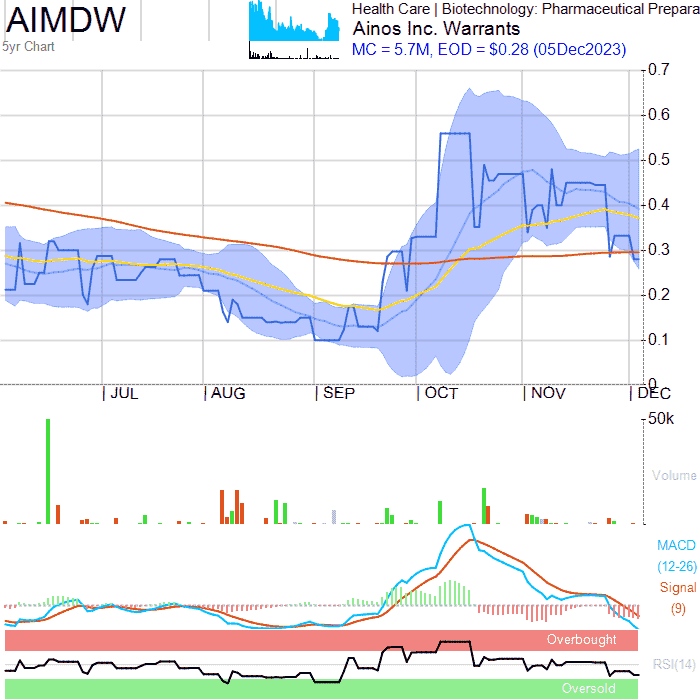 AIMDW
5yr Chart
Health Care | Biotechnology: Pharmaceutical Prepara
Ainos Inc. Warrants
MC = 5.7M, EOD = $0.28 (05Dec2023)
0.7
0.6
0.5
0.4
0.3
0.2
0.1
0
JUL
AUG
SEP
OCT
NOV
DEC
50k
Volume
MACD
(12-26)
Signal
(9)
Overbought
RSI(14)
Oversold